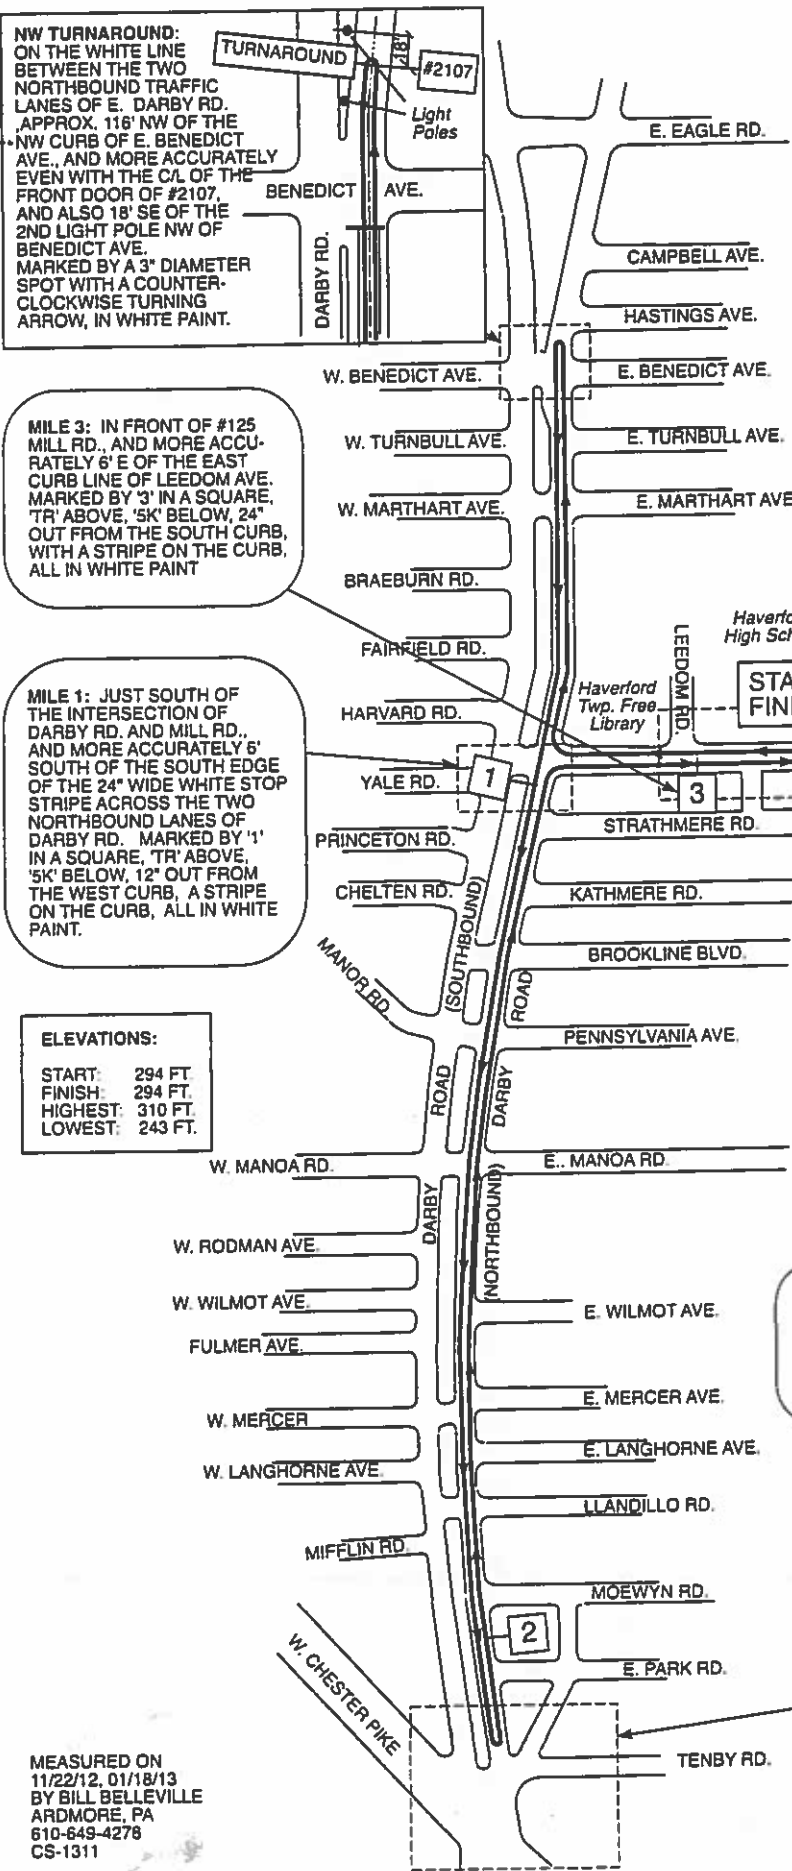 NW TURNAROUND:
ON THE WHITE LINE
BETWEEN THE TWO
NORTHBOUND TRAFFIC
LANES OF E. DARBY RD.
APPROX. 116' NW OF THE
NW CURB OF E. BENEDICT
AVE., AND MORE ACCURATELY
EVEN WITH THE C/L OF THE
FRONT DOOR OF #2107,
AND ALSO 18' SE OF THE
2ND LIGHT POLE NW OF
BENEDICT AVE.
MARKED BY A 3" DIAMETER
SPOT WITH A COUNTER-
CLOCKWISE TURNING
ARROW, IN WHITE PAINT.
TURNAROUND
18'
#2107
Light
Poles
BENEDICT AVE.
DARBY RD.
E. EAGLE RD.
CAMPBELL AVE.
HASTINGS AVE.
W. BENEDICT AVE.
E. BENEDICT AVE.
MILE 3: IN FRONT OF #125
MILL RD., AND MORE ACCU-
RATELY 6' E OF THE EAST
CURB LINE OF LEEDOM AVE.
MARKED BY '3' IN A SQUARE,
'TR' ABOVE, '5K' BELOW, 24"
OUT FROM THE SOUTH CURB,
WITH A STRIPE ON THE CURB,
ALL IN WHITE PAINT
W. TURNBULL AVE.
E. TURNBULL AVE.
W. MARTHART AVE.
E. MARTHART AVE
BRAEBURN RD.
FAIRFIELD RD.
LEEDOM RD.
Haverfo
High Sch
Haverford
Twp. Free
Library
STA
FINI
HARVARD RD.
MILE 1: JUST SOUTH OF
THE INTERSECTION OF
DARBY RD. AND MILL RD.,
AND MORE ACCURATELY 6'
SOUTH OF THE SOUTH EDGE
OF THE 24" WIDE WHITE STOP
STRIPE ACROSS THE TWO
NORTHBOUND LANES OF
DARBY RD. MARKED BY '1'
IN A SQUARE, 'TR' ABOVE,
'5K' BELOW, 12" OUT FROM
THE WEST CURB, A STRIPE
ON THE CURB, ALL IN WHITE
PAINT.
1
3
YALE RD.
STRATHMERE RD.
PRINCETON RD.
CHELTEN RD.
KATHMERE RD.
(SOUTHBOUND)
BROOKLINE BLVD.
MANOR RD.
ROAD
PENNSYLVANIA AVE.
ELEVATIONS:
START: 294 FT.
FINISH: 294 FT.
HIGHEST: 310 FT.
LOWEST: 243 FT.
ROAD
DARBY
W. MANOA RD.
E.. MANOA RD.
DARBY
(NORTHBOUND)
W. RODMAN AVE.
W. WILMOT AVE.
E. WILMOT AVE.
FULMER AVE.
E. MERCER AVE.
W. MERCER
E. LANGHORNE AVE.
W. LANGHORNE AVE.
LLANDILLO RD.
MIFFLIN RD.
MOEWYN RD.
2
E. PARK RD.
W. CHESTER PIKE
TENBY RD.
MEASURED ON
11/22/12, 01/18/13
BY BILL BELLEVILLE
ARDMORE, PA
610-649-4276
CS-1311